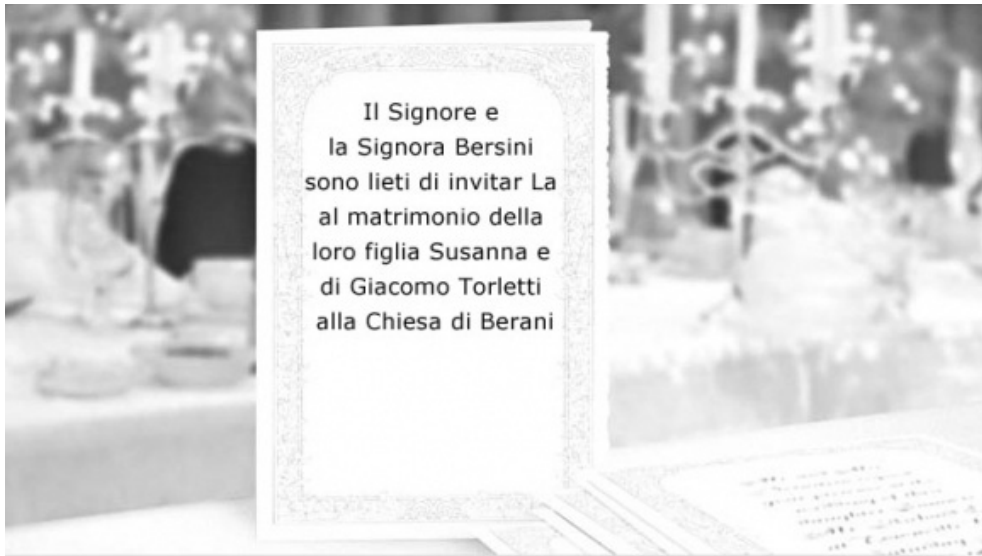 Il Signore e
la Signora Bersini
sono lieti di invitar La
al matrimonio della
loro figlia Susanna e
di Giacomo Torletti
alla Chiesa di Berani